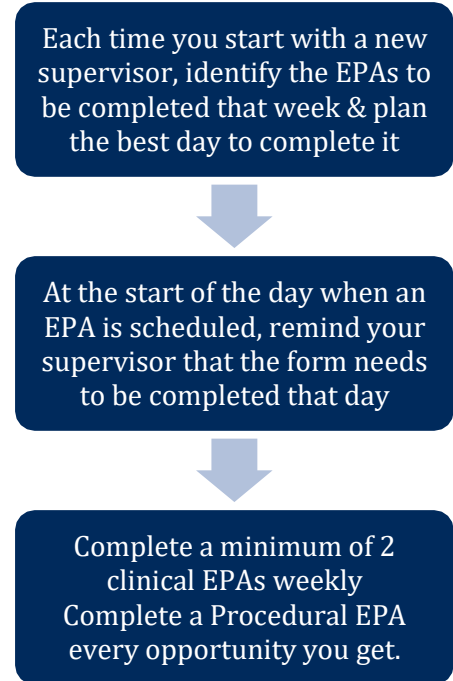 Each time you start with a new
supervisor, identify the EPAs to
be completed that week & plan
the best day to complete it
At the start of the day when an
EPA is scheduled, remind your
supervisor that the form needs
to be completed that day
Complete a minimum of 2
clinical EPAs weekly
Complete a Procedural EPA
every opportunity you get.